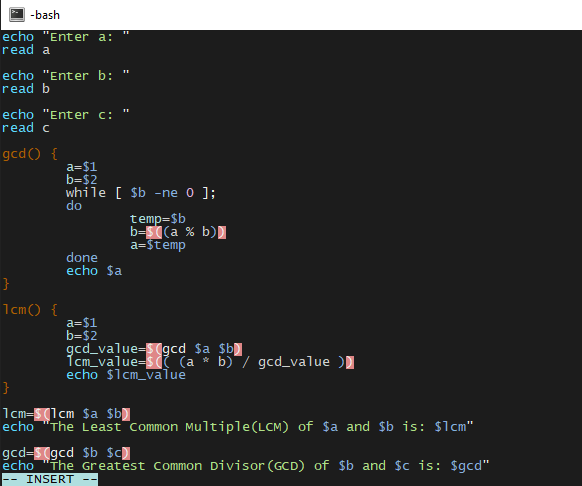 -bash
echo "Enter a: "
read a

echo "Enter b: "
read b

echo "Enter c: "
read c

gcd() {
        a=$1
        b=$2
        while [ $b -ne 0 ];
        do
                temp=$b
                b=$((a % b))
                a=$temp
        done
        echo $a
}

lcm() {
        a=$1
        b=$2
        gcd_value=$(gcd $a $b)
        lcm_value=$(( (a * b) / gcd_value ))
        echo $lcm_value
}

lcm=$(lcm $a $b)
echo "The Least Common Multiple(LCM) of $a and $b is: $lcm"

gcd=$(gcd $b $c)
echo "The Greatest Common Divisor(GCD) of $b and $c is: $gcd"
-- INSERT --